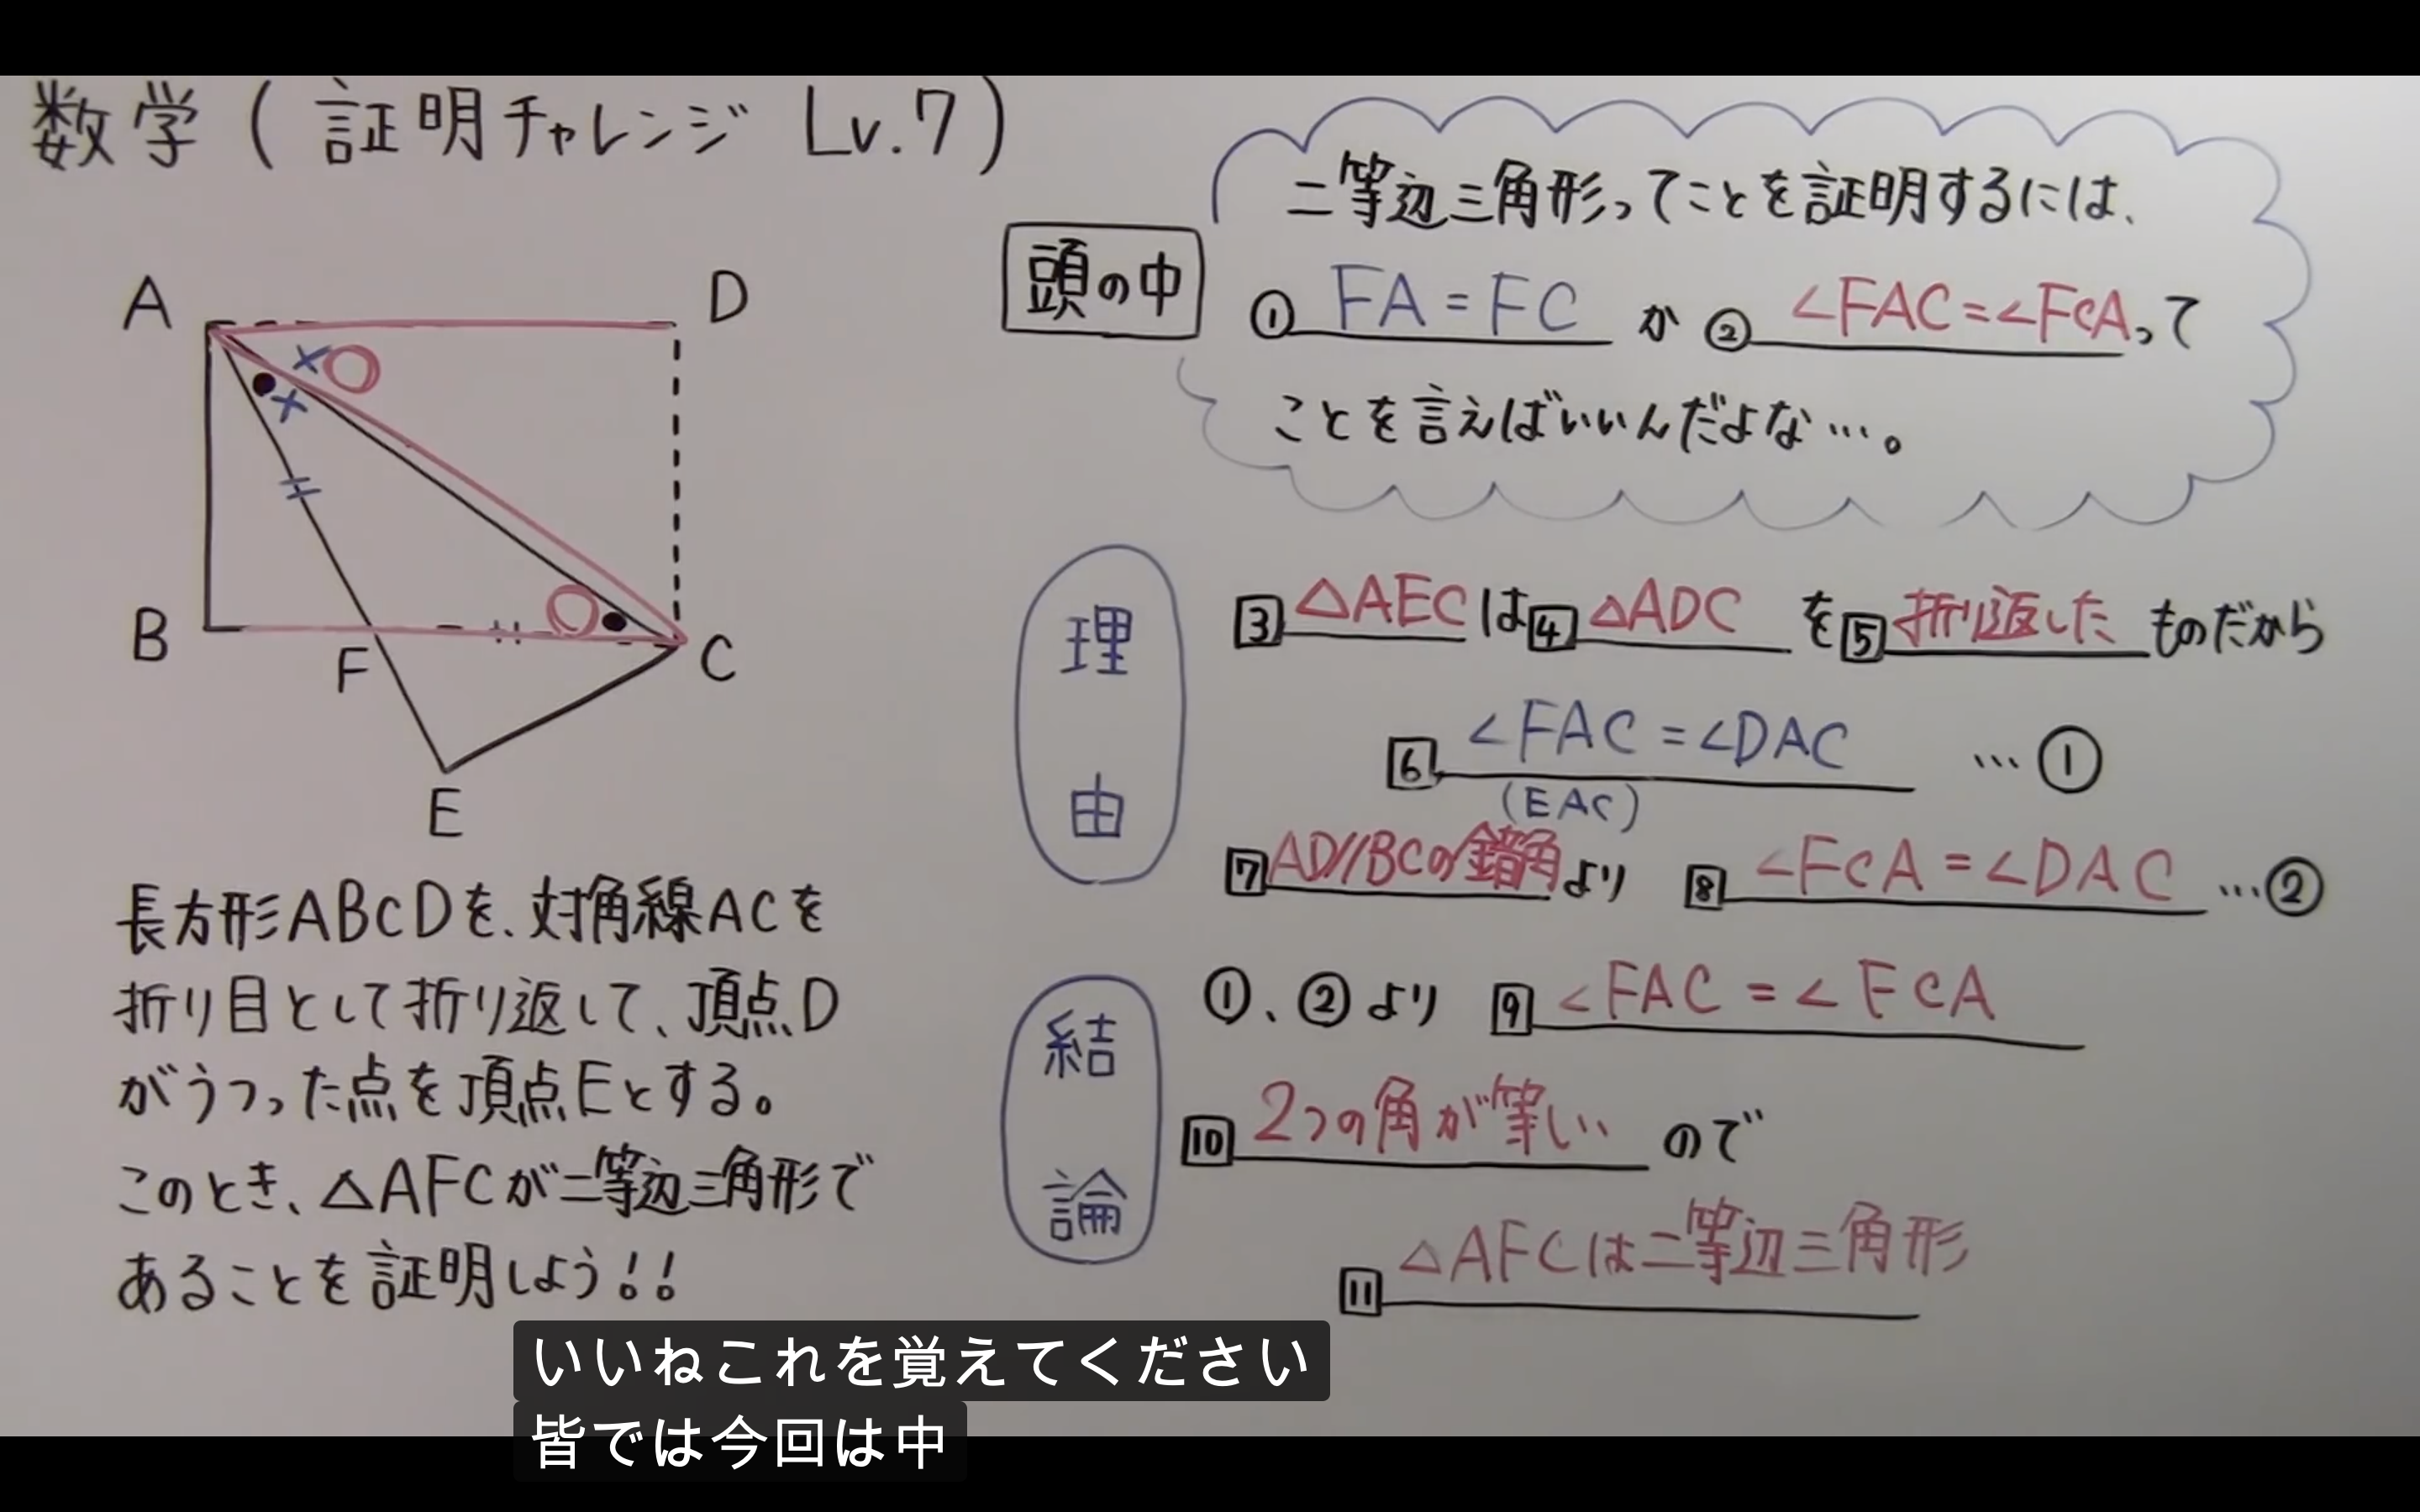 数学(証明チャレンジ Lv.7)
A
D
B
F
C
E
長方形ABCDを、対角線ACを
折り目として折り返して、頂点D
がうつった点を頂点Eとする。
このとき、△AFCが二等辺三角形で
あることを証明しよう!!
頭の中
二等辺三角形ってことを証明するには、
① FA=FC か ② ∠FAC=∠FCAって
ことを言えばいいんだよな…。
理由
3 △AECは 4 △ADC を 5 折り返した ものだから
6 ∠FAC=∠DAC …①
(EAC)
7 AD//BCの錯角より 8 ∠FCA=∠DAC …②
結論
①、②より 9 ∠FAC=∠FCA
10 2つの角が等しい ので
11 △AFCは二等辺三角形
いいねこれを覚えてください
皆では今回は中